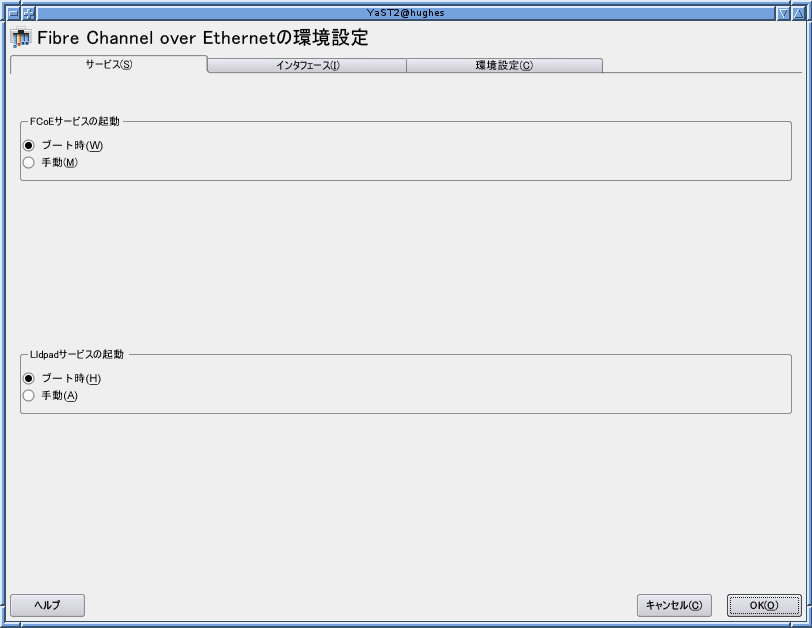 YaST2@hughes
Fibre Channel over Ethernetの環境設定
サービス(S) インタフェース(I) 環境設定(C)
FCoEサービスの起動
ブート時(W)
手動(M)
Lldpadサービスの起動
ブート時(H)
手動(A)
ヘルプ キャンセル(C) OK(O)